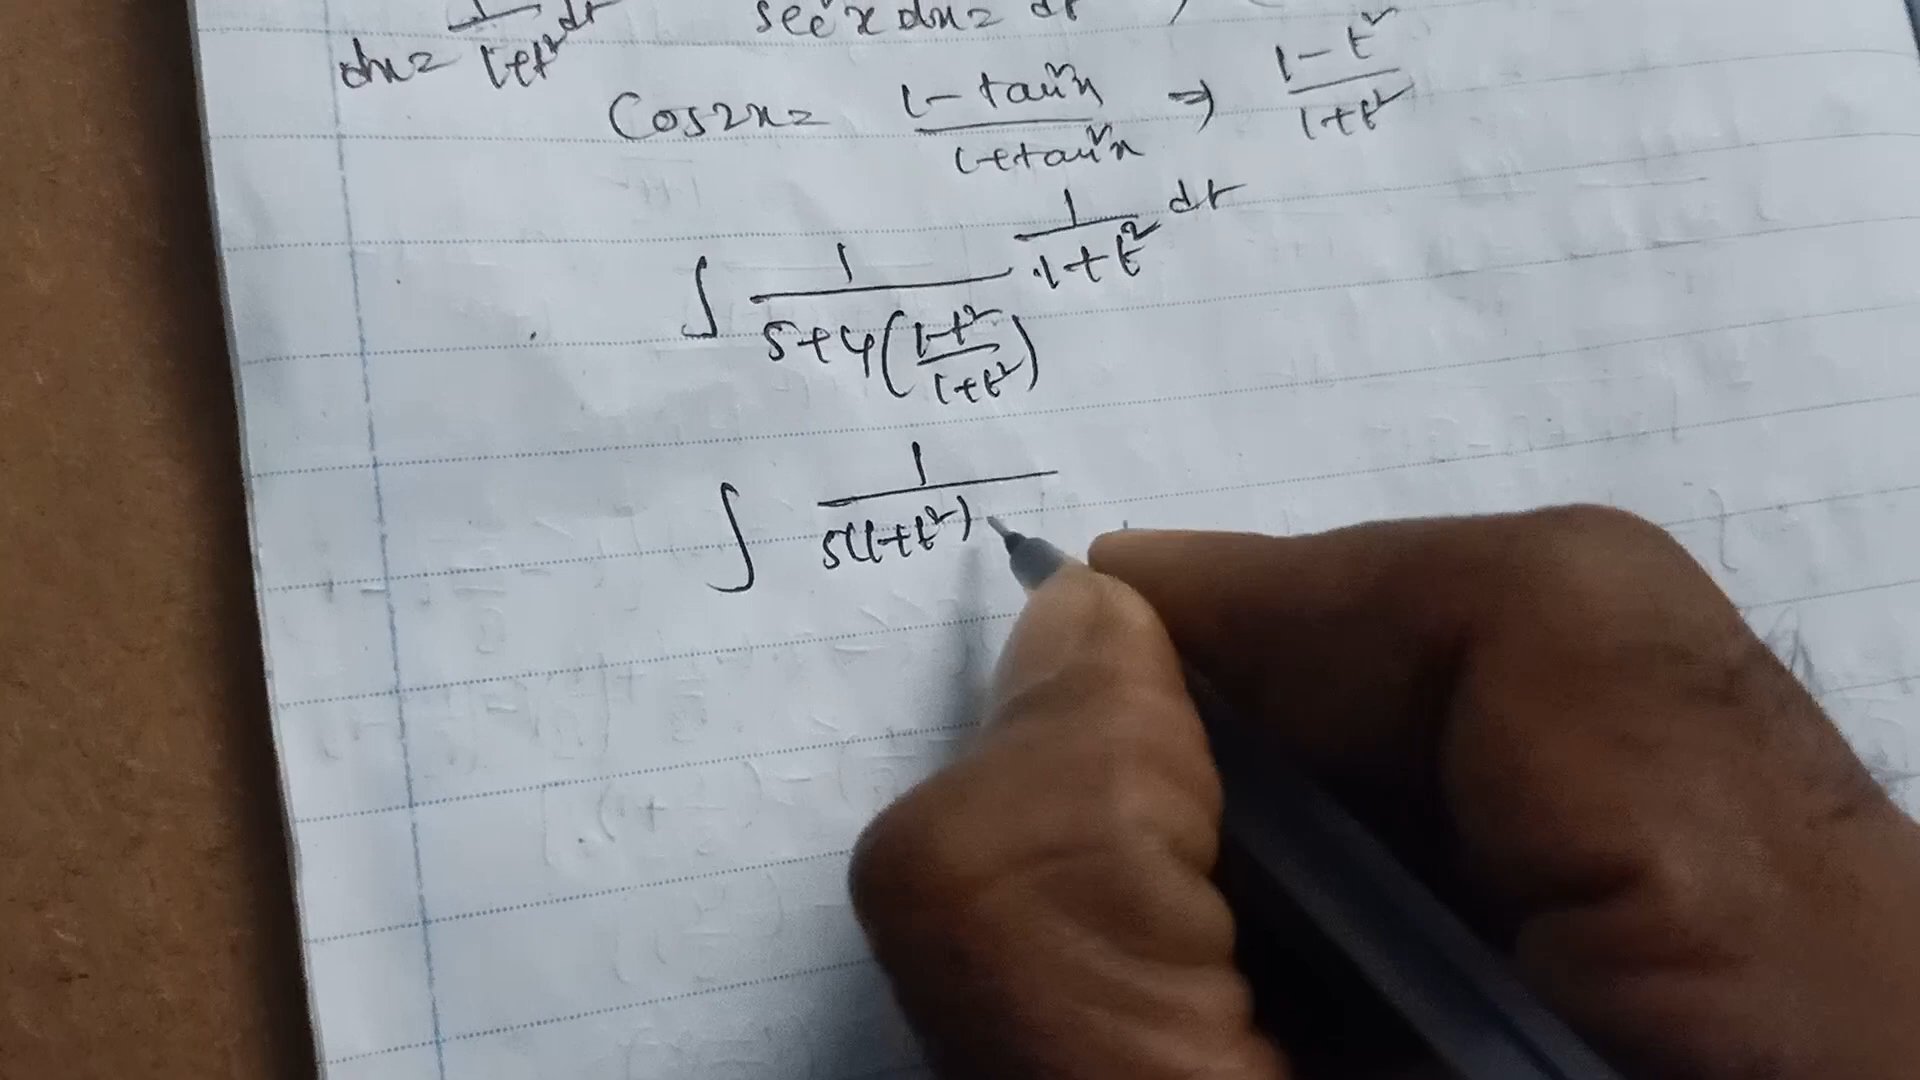 dx = 1/(1+t²) dt    sec²x dx = dt
Cos2x = (1 - tan²x)/(1 + tan²x) ⇒ (1 - t²)/(1 + t²)
∫ 1/(5 + 4((1 - t²)/(1 + t²))) 1/(1 + t²) dt
∫ 1/(5(1 + t²)